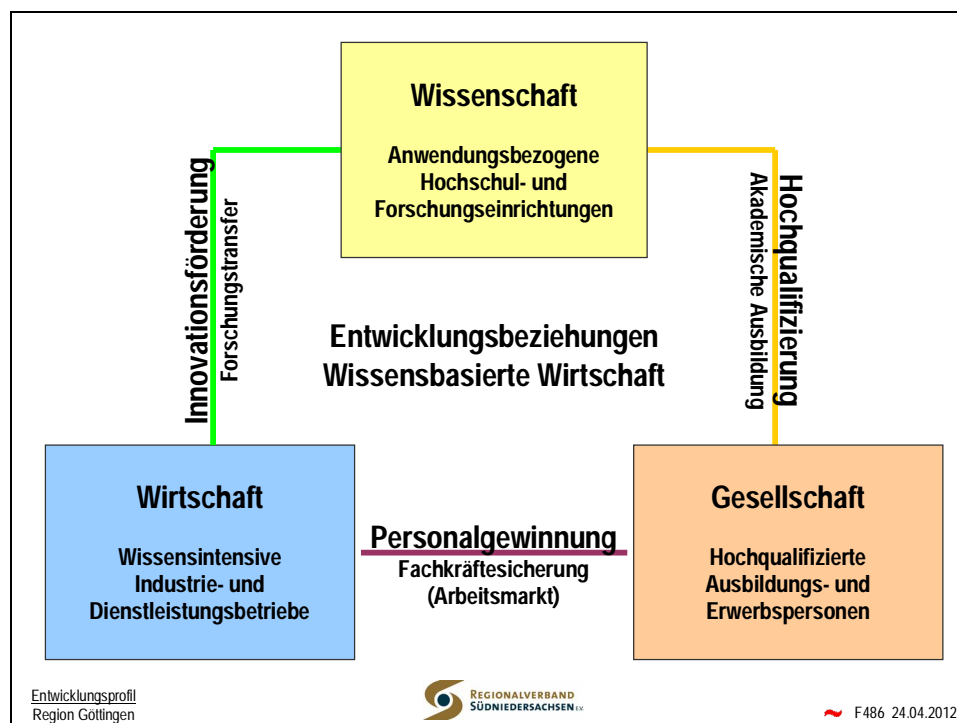 Wissenschaft
Anwendungsbezogene
Hochschul- und
Forschungseinrichtungen
Innovationsförderung
Forschungstransfer
Hochqualifizierung
Akademische Ausbildung
Entwicklungsbeziehungen
Wissensbasierte Wirtschaft
Wirtschaft
Wissensintensive
Industrie- und
Dienstleistungsbetriebe
Personalgewinnung
Fachkräftesicherung
(Arbeitsmarkt)
Gesellschaft
Hochqualifizierte
Ausbildungs- und
Erwerbspersonen
Entwicklungsprofil
Region Göttingen
REGIONALVERBAND
SÜDNIEDERSACHSEN E.V.
F486 24.04.2012